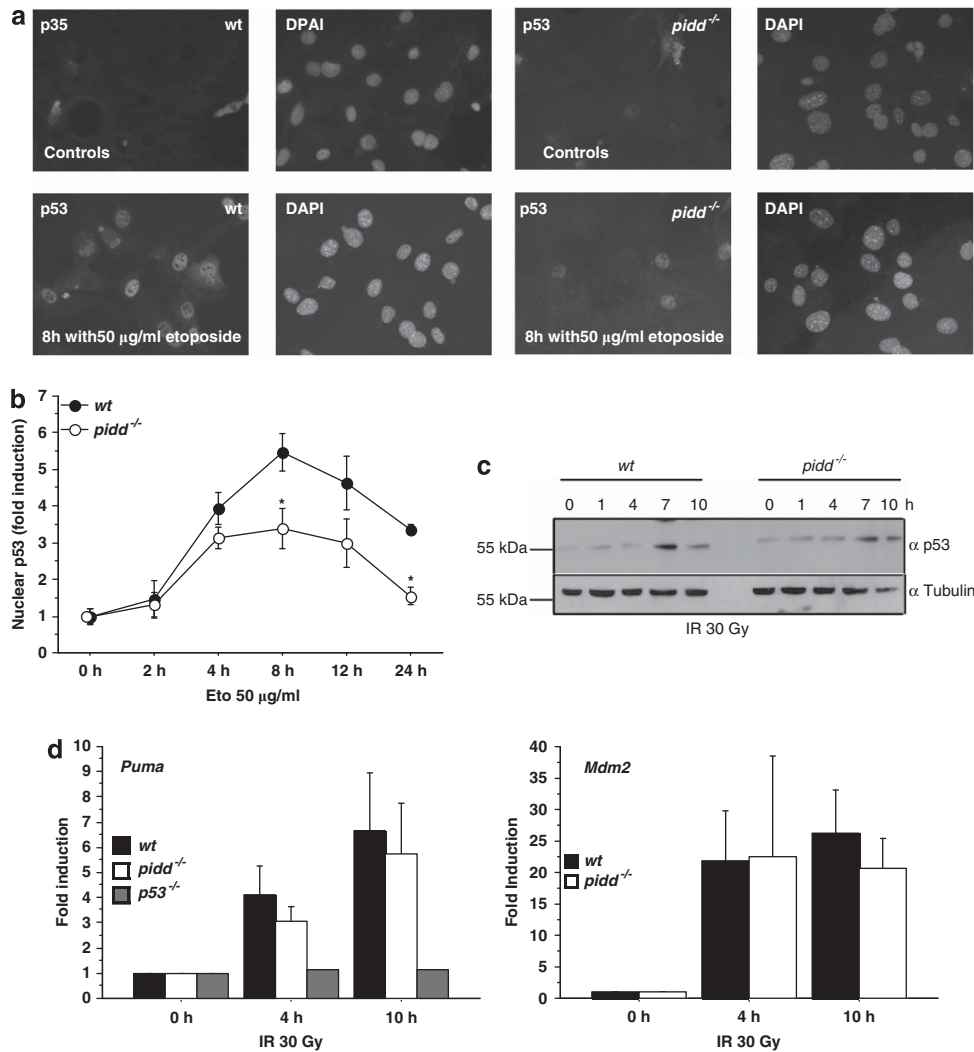 a
p35 wt
DPAI
p53 pidd-/-
DAPI
Controls
Controls
p53 wt
DAPI
p53 pidd-/-
DAPI
8h with50 µg/ml etoposide
8h with50 µg/ml etoposide
b
Nuclear p53 (fold induction)
7
6
5
4
3
2
1
0
wt
pidd-/-
*
*
0 h 2 h 4 h 8 h 12 h 24 h
Eto 50 µg/ml
c
wt pidd-/-
0 1 4 7 10 0 1 4 7 10 h
55 kDa α p53
55 kDa α Tubulin
IR 30 Gy
d
Fold induction
10
9
8
7
6
5
4
3
2
1
0
Puma
wt
pidd-/-
p53-/-
0 h 4 h 10 h
IR 30 Gy
Fold Induction
40
35
30
25
20
15
10
5
0
Mdm2
wt
pidd-/-
0 h 4 h 10 h
IR 30 Gy